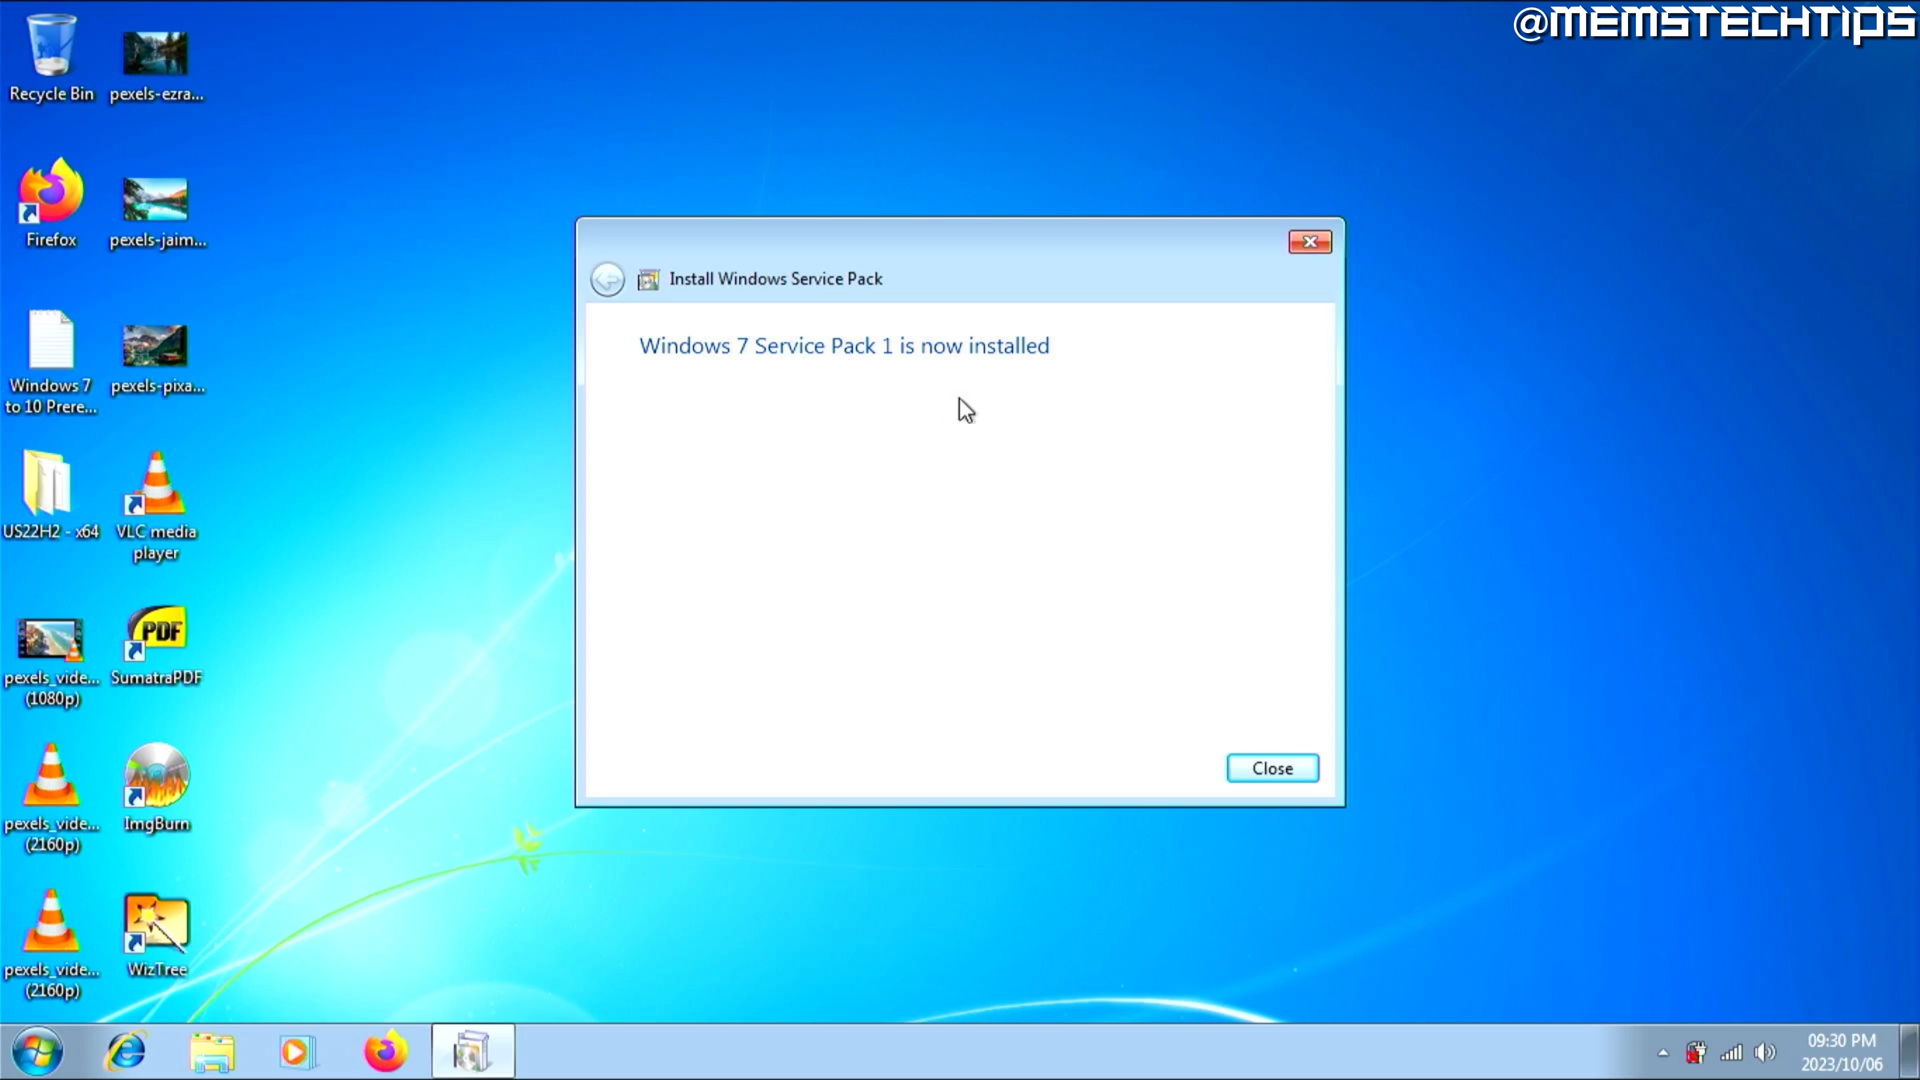 @MEMSTECHTIPS
Recycle Bin
pexels-ezra...
Firefox
pexels-jaim...
Windows 7
to 10 Prere...
pexels-pixa...
US22H2 - x64
VLC media
player
pexels_vide...
(1080p)
PDF
SumatraPDF
pexels_vide...
(2160p)
ImgBurn
pexels_vide...
(2160p)
WizTree
Install Windows Service Pack
Windows 7 Service Pack 1 is now installed
Close
09:30 PM
2023/10/06